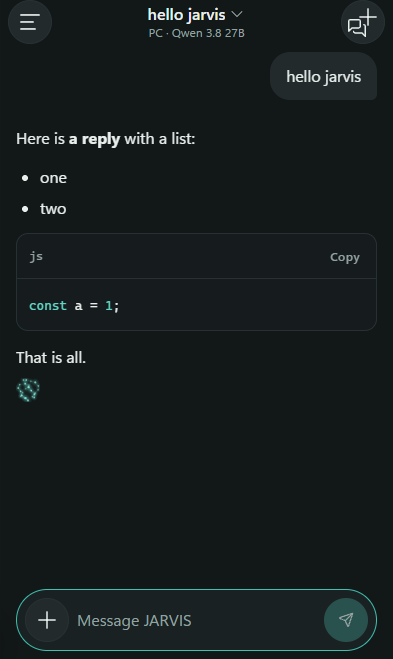 hello jarvis
PC · Qwen 3.8 27B
hello jarvis
Here is a reply with a list:
• one
• two
js
Copy
const a = 1;
That is all.
Message JARVIS